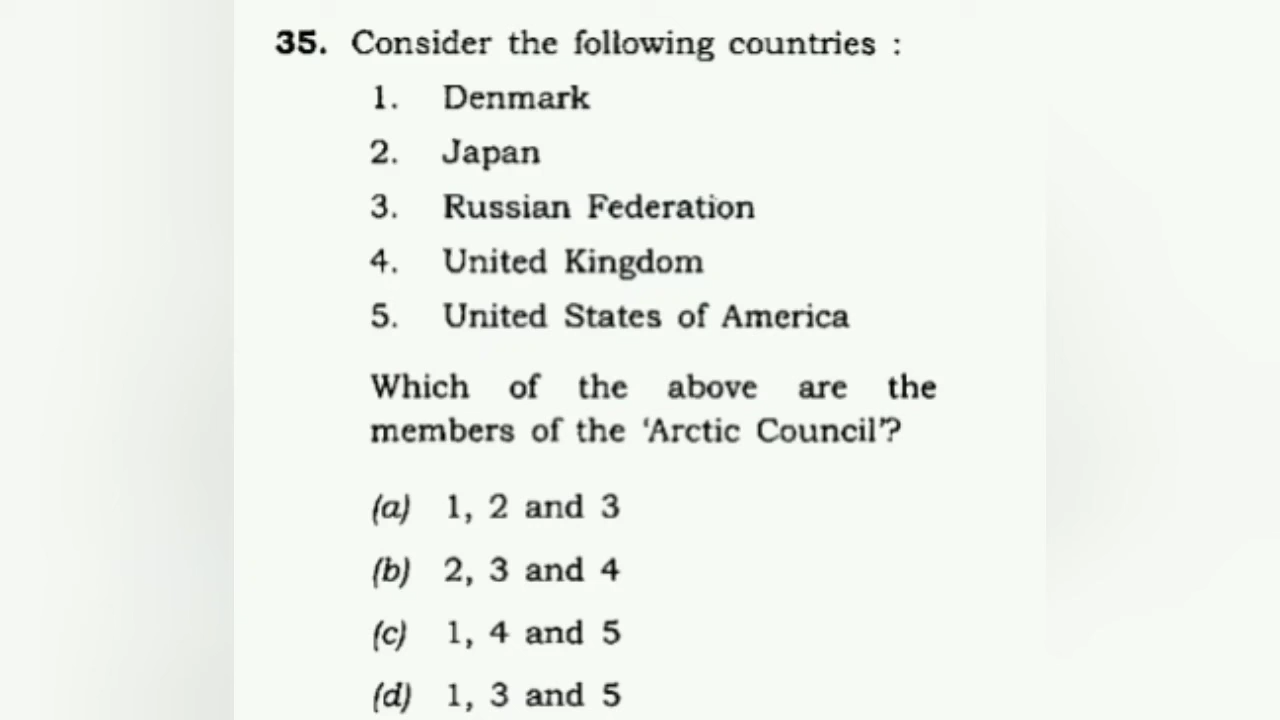 35. Consider the following countries :
1. Denmark
2. Japan
3. Russian Federation
4. United Kingdom
5. United States of America
Which of the above are the
members of the ‘Arctic Council’?
(a) 1, 2 and 3
(b) 2, 3 and 4
(c) 1, 4 and 5
(d) 1, 3 and 5